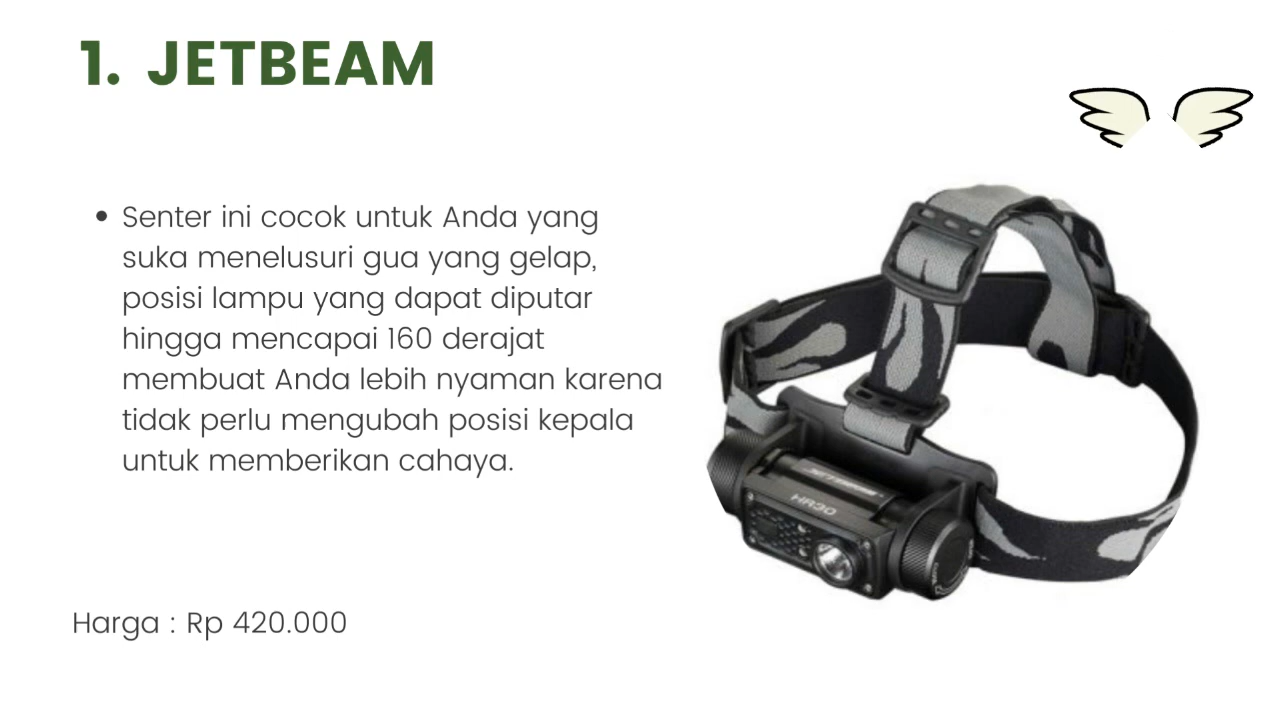 1. JETBEAM
• Senter ini cocok untuk Anda yang
suka menelusuri gua yang gelap,
posisi lampu yang dapat diputar
hingga mencapai 160 derajat
membuat Anda lebih nyaman karena
tidak perlu mengubah posisi kepala
untuk memberikan cahaya.
JETBEAM
HR30
Harga : Rp 420.000